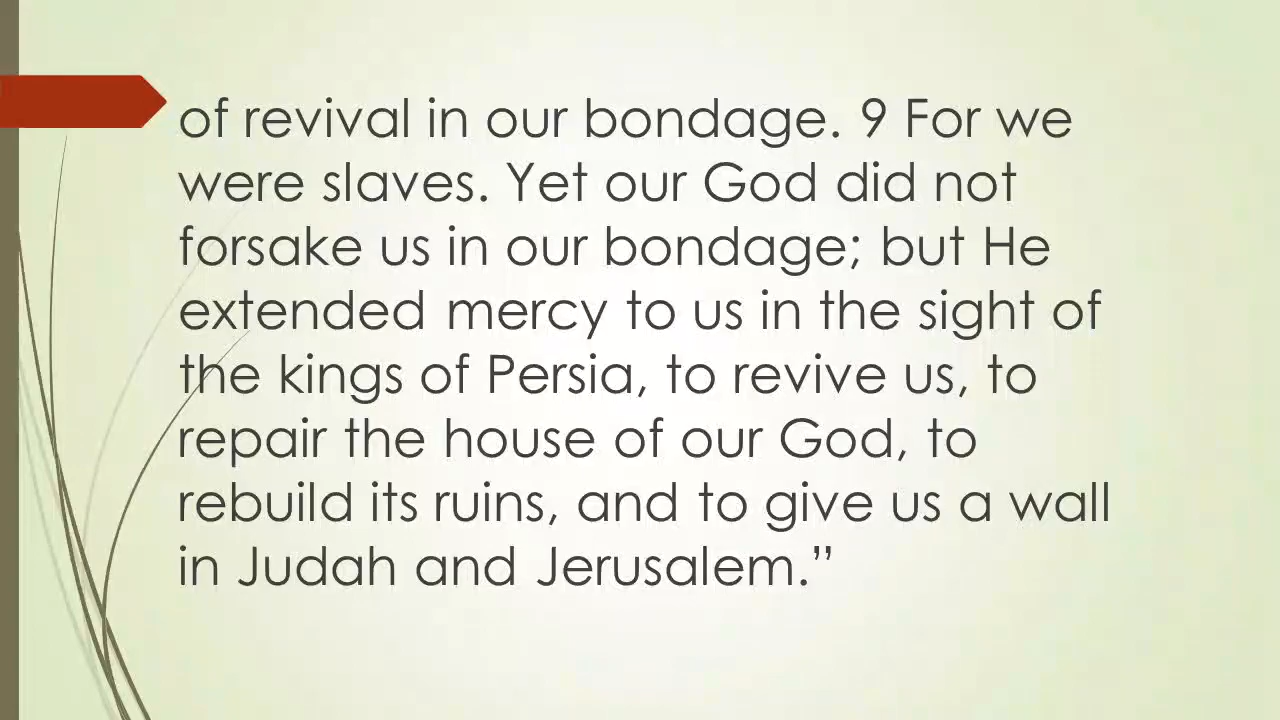 of revival in our bondage. 9 For we
were slaves. Yet our God did not
forsake us in our bondage; but He
extended mercy to us in the sight of
the kings of Persia, to revive us, to
repair the house of our God, to
rebuild its ruins, and to give us a wall
in Judah and Jerusalem.”